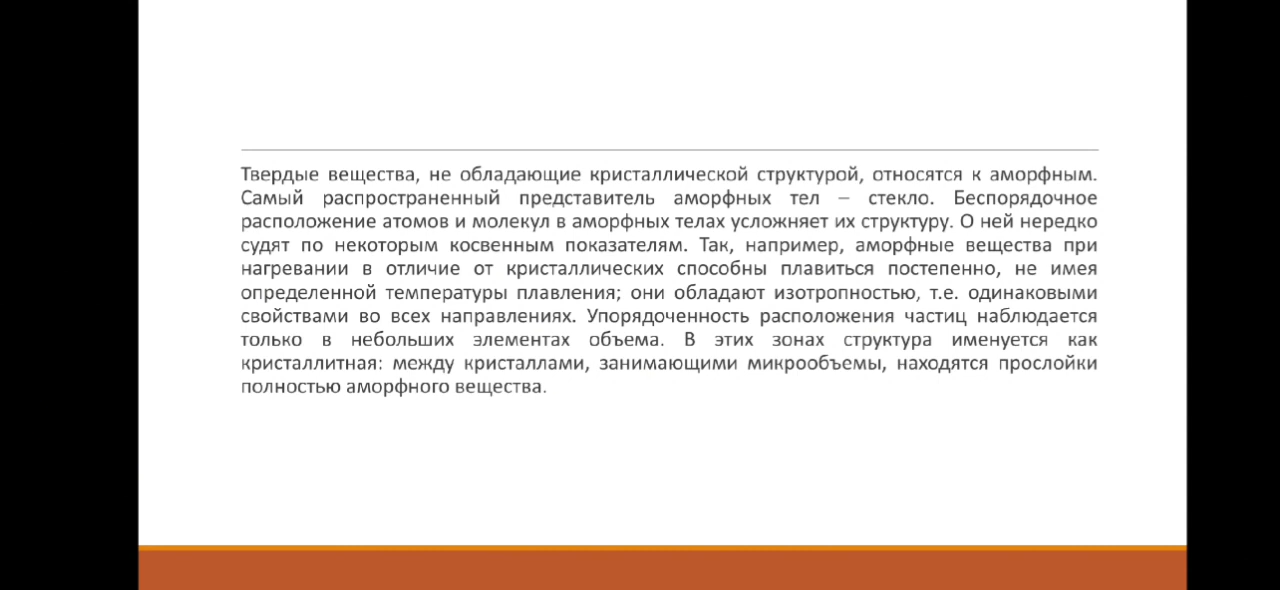 Твердые вещества, не обладающие кристаллической структурой, относятся к аморфным.
Самый распространенный представитель аморфных тел – стекло. Беспорядочное
расположение атомов и молекул в аморфных телах усложняет их структуру. О ней нередко
судят по некоторым косвенным показателям. Так, например, аморфные вещества при
нагревании в отличие от кристаллических способны плавиться постепенно, не имея
определенной температуры плавления; они обладают изотропностью, т.е. одинаковыми
свойствами во всех направлениях. Упорядоченность расположения частиц наблюдается
только в небольших элементах объема. В этих зонах структура именуется как
кристаллитная: между кристаллами, занимающими микрообъемы, находятся прослойки
полностью аморфного вещества.